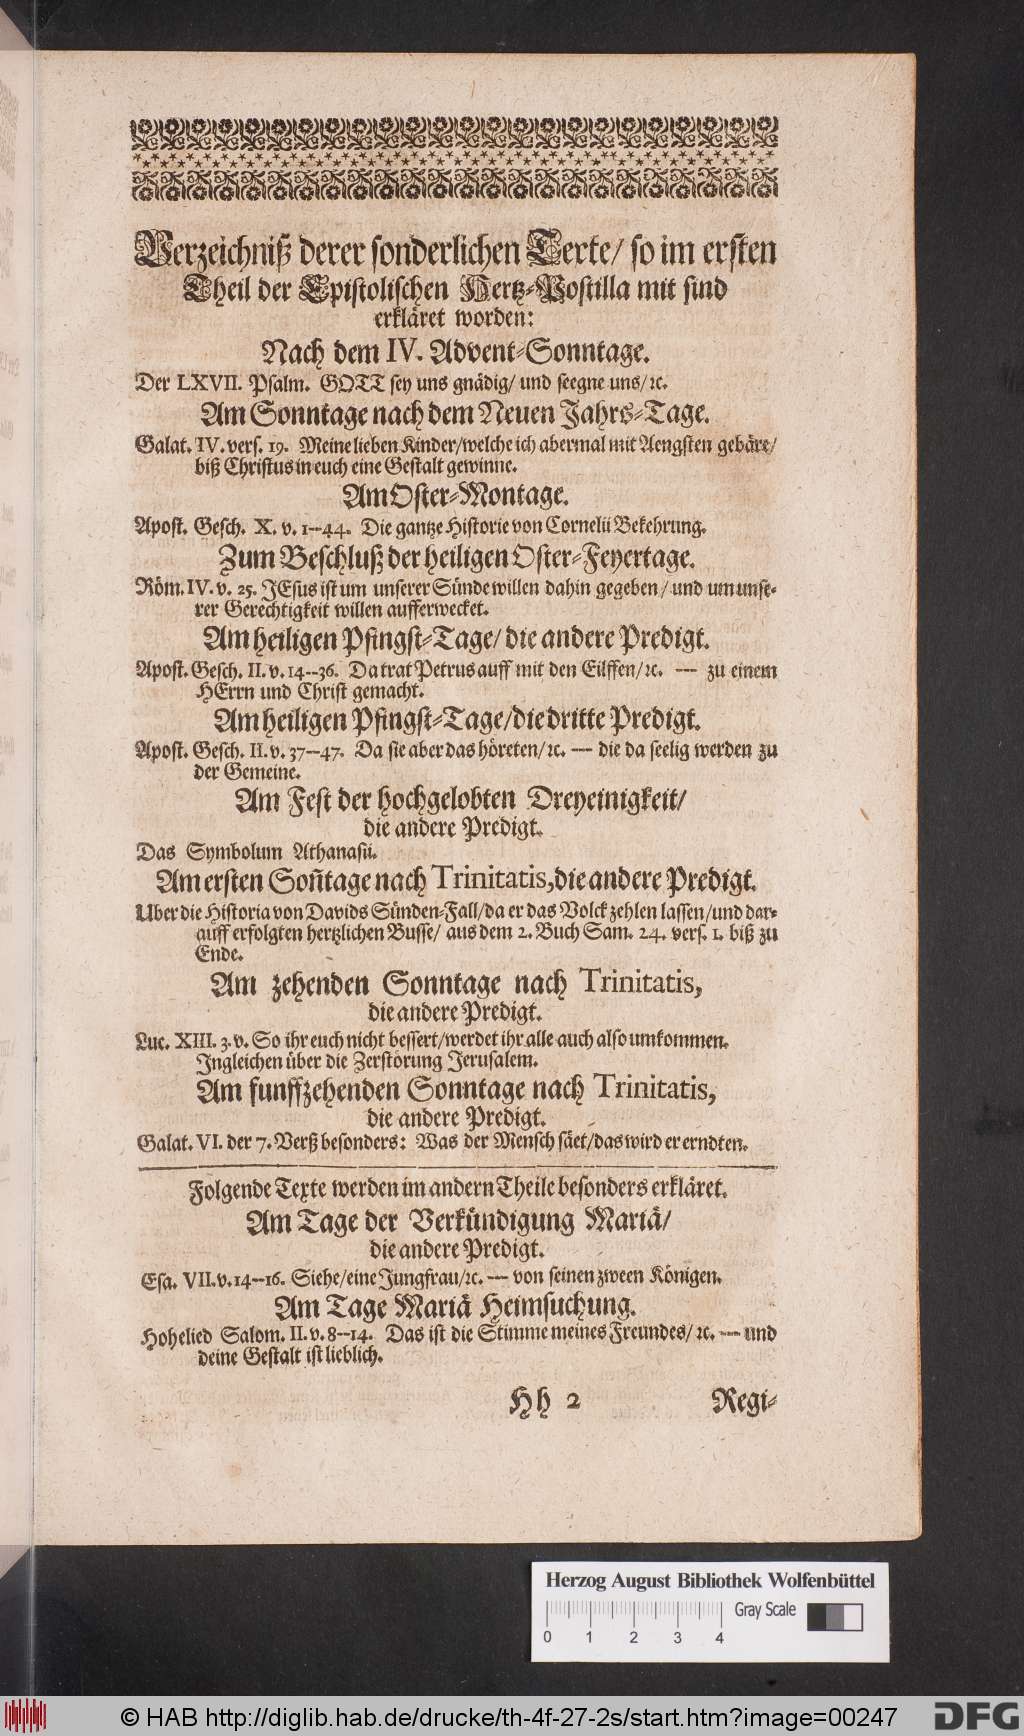 Verzeichniß derer sonderlichen Texte/ so im ersten
Theil der Epistolischen Hertz-Postilla mit sind
erkläret worden:
Nach dem IV. Advent-Sonntage.
Der LXVII. Psalm. GOTT sey uns gnädig/ und seegne uns/ ꝛc.
Am Sonntage nach dem Neuen Jahrs-Tage.
Galat. IV. vers. 19. Meine lieben Kinder/ welche ich abermal mit Aengsten gebäre/
biß Christus in euch eine Gestalt gewinne.
Am Oster-Montage.
Apost. Gesch. X. v. 1--44. Die gantze Historie von Cornelii Bekehrung.
Zum Beschluß der heiligen Oster-Feyertage.
Röm. IV. v. 25. JEsus ist um unserer Sünde willen dahin gegeben/ und um unse-
rer Gerechtigkeit willen aufferwecket.
Am heiligen Pfingst-Tage/ die andere Predigt.
Apost. Gesch. II. v. 14--36. Da trat Petrus auff mit den Eilffen/ ꝛc. --- zu einem
HErrn und Christ gemacht.
Am heiligen Pfingst-Tage/ die dritte Predigt.
Apost. Gesch. II. v. 37--47. Da sie aber das höreten/ ꝛc. --- die da seelig werden zu
der Gemeine.
Am Fest der hochgelobten Dreyeinigkeit/
die andere Predigt.
Das Symbolum Athanasii.
Am ersten Soñtage nach Trinitatis, die andere Predigt.
Uber die Historia von Davids Sünden-Fall/ da er das Volck zehlen lassen/ und dar-
auff erfolgten hertzlichen Busse/ aus dem 2. Buch Sam. 24. vers. 1. biß zu
Ende.
Am zehenden Sonntage nach Trinitatis,
die andere Predigt.
Luc. XIII. 3. v. So ihr euch nicht bessert/ werdet ihr alle auch also umkommen.
Ingleichen über die Zerstörung Jerusalem.
Am funffzehenden Sonntage nach Trinitatis,
die andere Predigt.
Galat. VI. der 7. Verß besonders: Was der Mensch säet/ das wird er erndten.
Folgende Texte werden im andern Theile besonders erkläret.
Am Tage der Verkündigung Mariä/
die andere Predigt.
Esa. VII. v. 14--16. Siehe/ eine Jungfrau/ ꝛc. --- von seinen zween Königen.
Am Tage Mariä Heimsuchung.
Hohelied Salom. II. v. 8--14. Das ist die Stimme meines Freundes/ ꝛc. --- und
deine Gestalt ist lieblich.
Hh 2 Regi-
Herzog August Bibliothek Wolfenbüttel
Gray Scale
0 1 2 3 4
© HAB http://diglib.hab.de/drucke/th-4f-27-2s/start.htm?image=00247
DFG